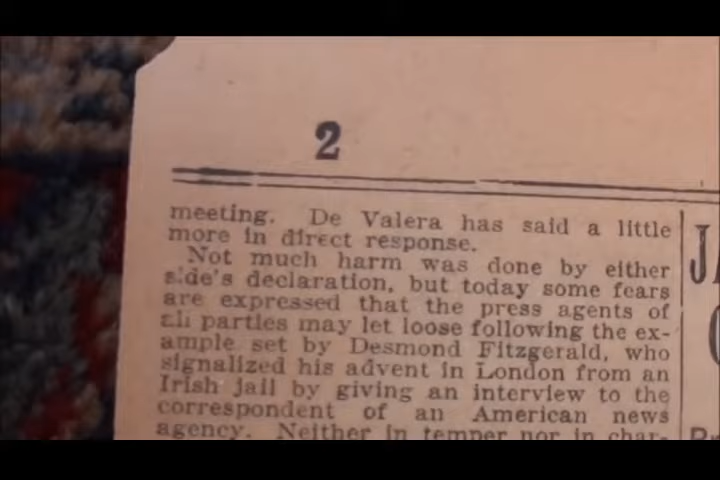 2
meeting. De Valera has said a little
more in direct response.
Not much harm was done by either
side's declaration, but today some fears
are expressed that the press agents of
all parties may let loose following the ex-
ample set by Desmond Fitzgerald, who
signalized his advent in London from an
Irish jail by giving an interview to the
correspondent of an American news
agency. Neither in temper nor in char-
JA